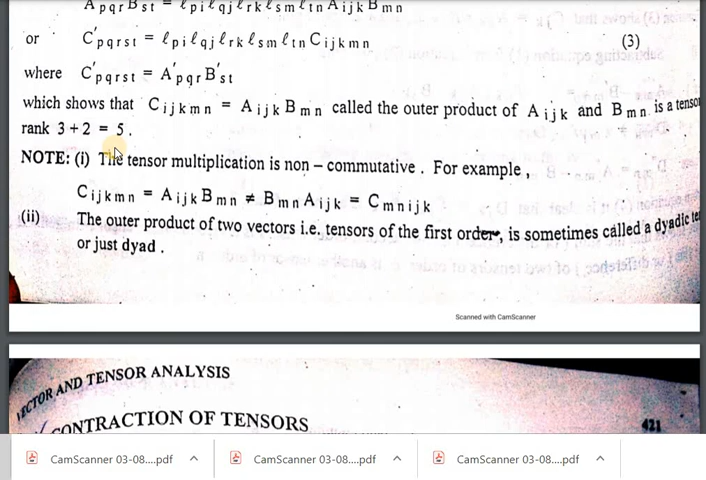 A'pqr B'st = ℓpi ℓqj ℓrk ℓsm ℓtn Aijk Bmn
or C'pqrst = ℓpi ℓqj ℓrk ℓsm ℓtn Cijkmn (3)
where C'pqrst = A'pqr B'st
which shows that Cijkmn = Aijk Bmn called the outer product of Aijk and Bmn is a tensor
rank 3+2 = 5.
NOTE: (i) The tensor multiplication is non – commutative. For example,
Cijkmn = Aijk Bmn ≠ Bmn Aijk = Cmnijk
(ii) The outer product of two vectors i.e. tensors of the first order, is sometimes called a dyadic te
or just dyad.
Scanned with CamScanner
VECTOR AND TENSOR ANALYSIS
CONTRACTION OF TENSORS 421
CamScanner 03-08....pdf CamScanner 03-08....pdf CamScanner 03-08....pdf